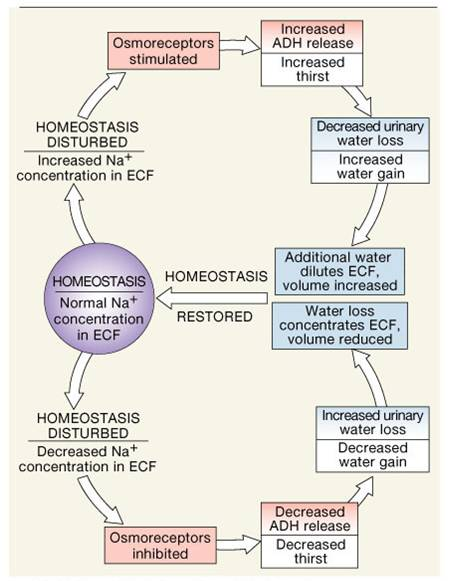 Osmoreceptors
stimulated
Increased
ADH release
Increased
thirst
HOMEOSTASIS
DISTURBED
Increased Na⁺
concentration in ECF
Decreased urinary
water loss
Increased
water gain
Additional water
dilutes ECF,
volume increased
HOMEOSTASIS
RESTORED
HOMEOSTASIS
Normal Na⁺
concentration
in ECF
Water loss
concentrates ECF,
volume reduced
HOMEOSTASIS
DISTURBED
Decreased Na⁺
concentration in ECF
Increased urinary
water loss
Decreased
water gain
Osmoreceptors
inhibited
Decreased
ADH release
Decreased
thirst